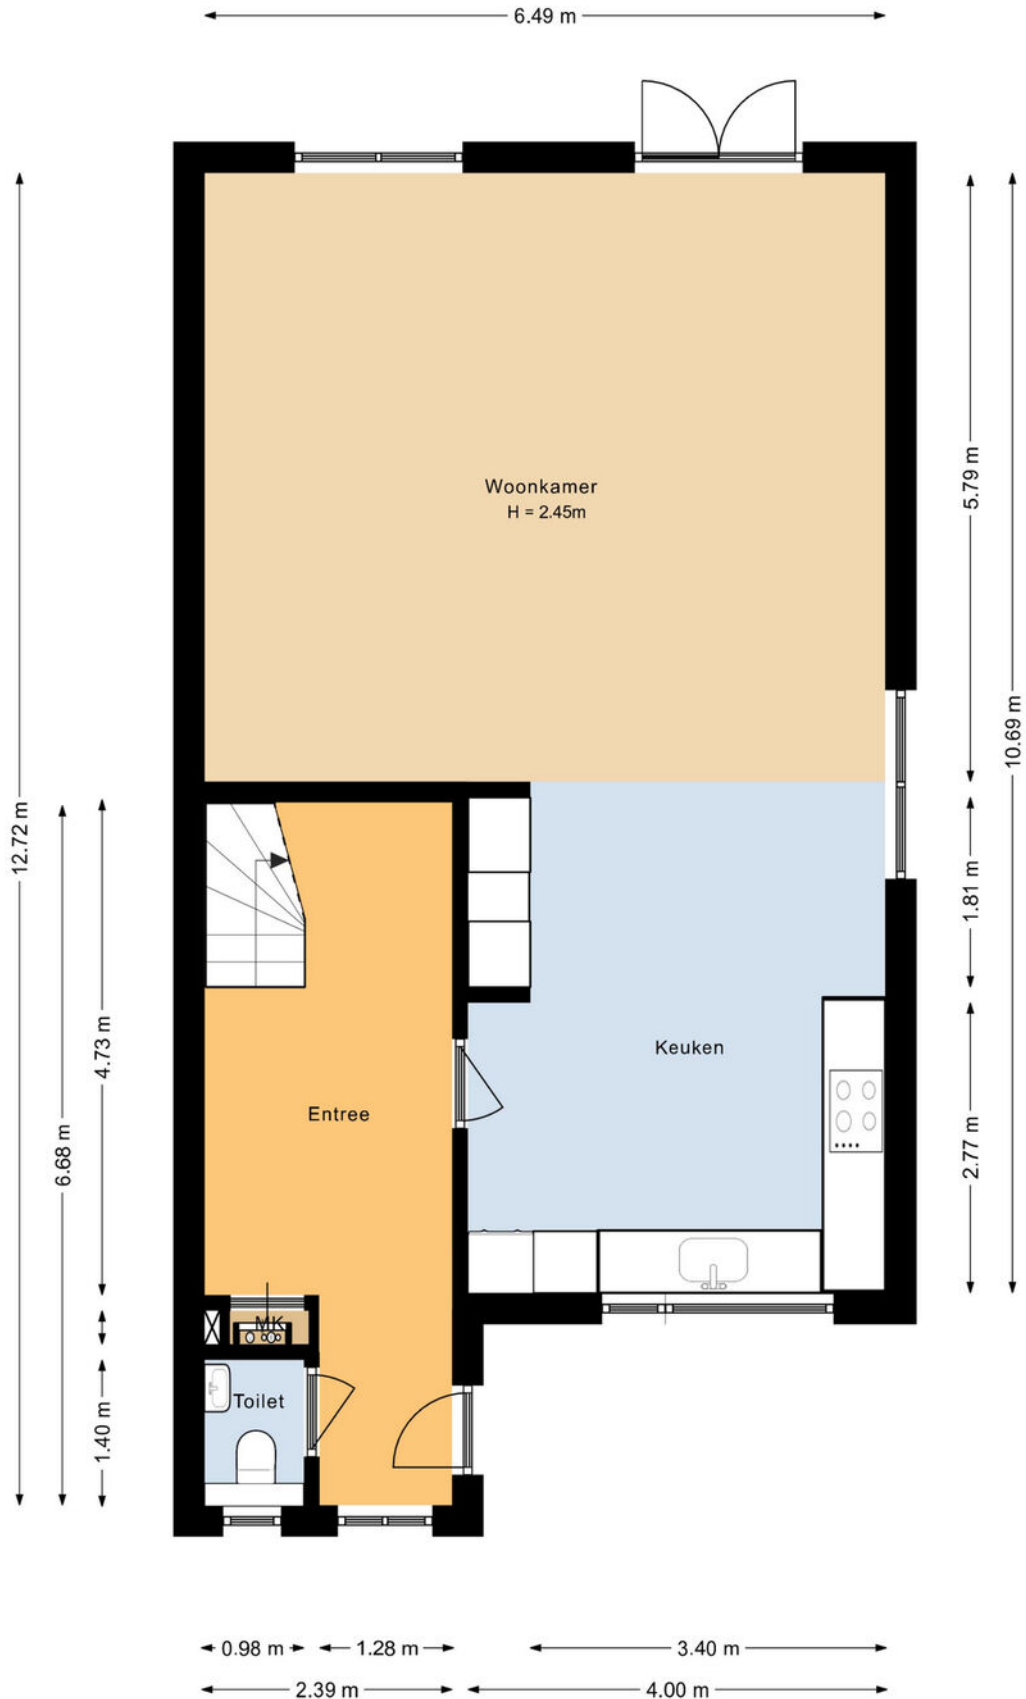 6.49 m
Woonkamer
H = 2.45m
5.79 m
10.69 m
12.72 m
1.81 m
4.73 m
Keuken
Entree
6.68 m
2.77 m
MK
Toilet
1.40 m
0.98 m
1.28 m
3.40 m
2.39 m
4.00 m